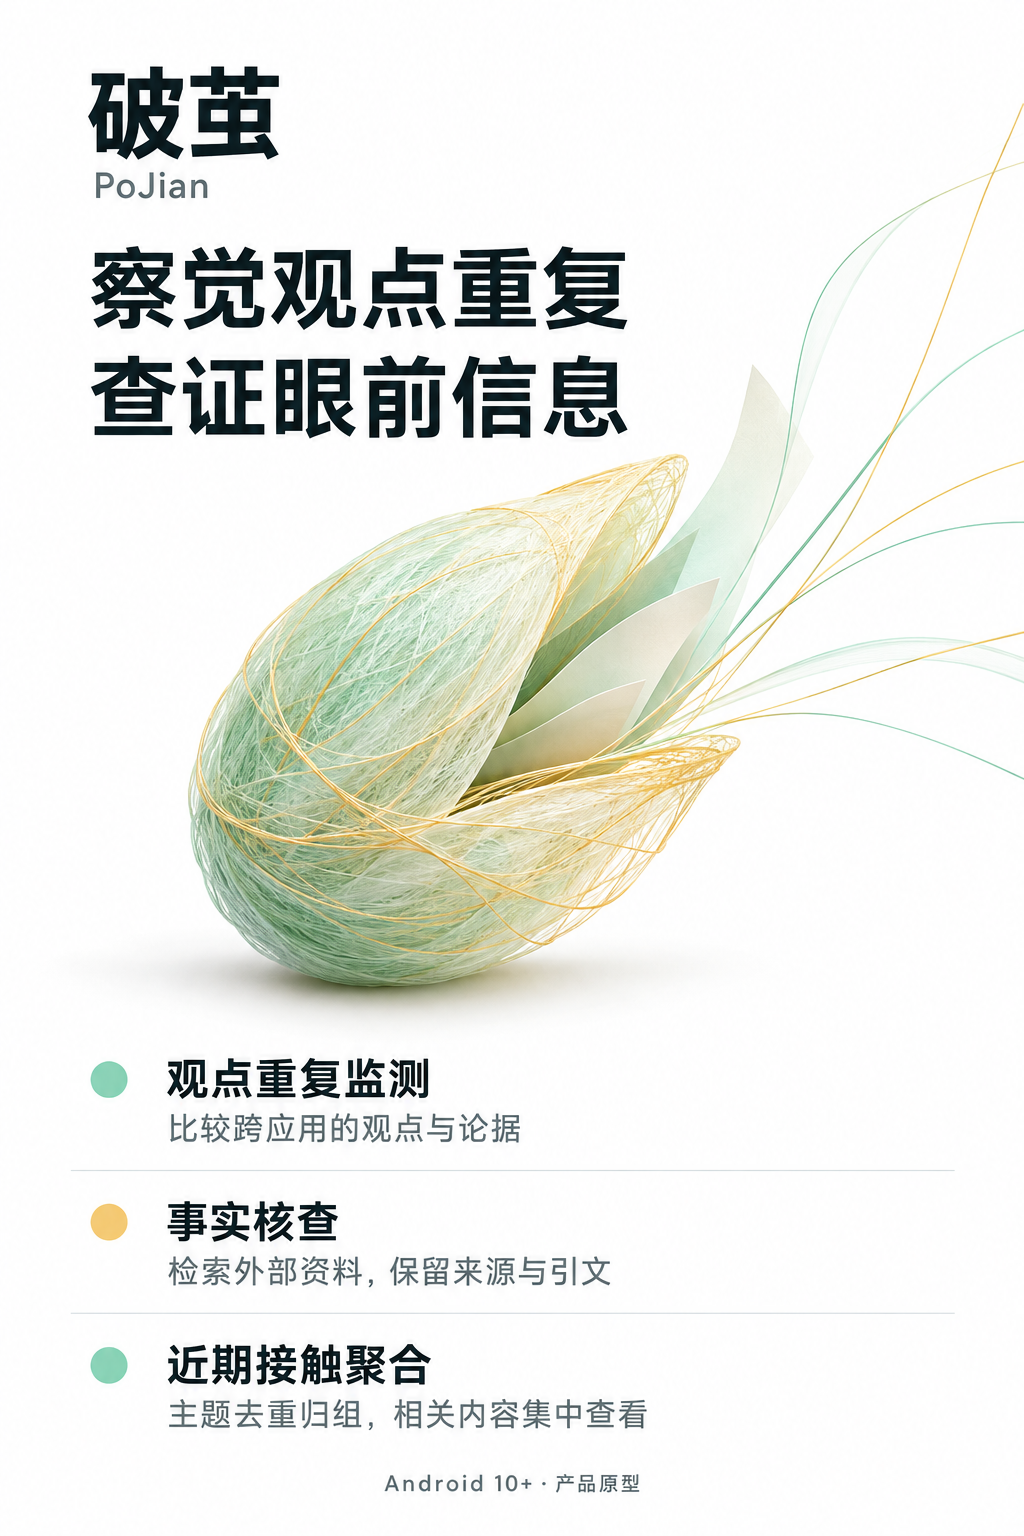 破茧
PoJian
察觉观点重复
查证眼前信息
观点重复监测
比较跨应用的观点与论据
事实核查
检索外部资料，保留来源与引文
近期接触聚合
主题去重归组，相关内容集中查看
Android 10+ · 产品原型